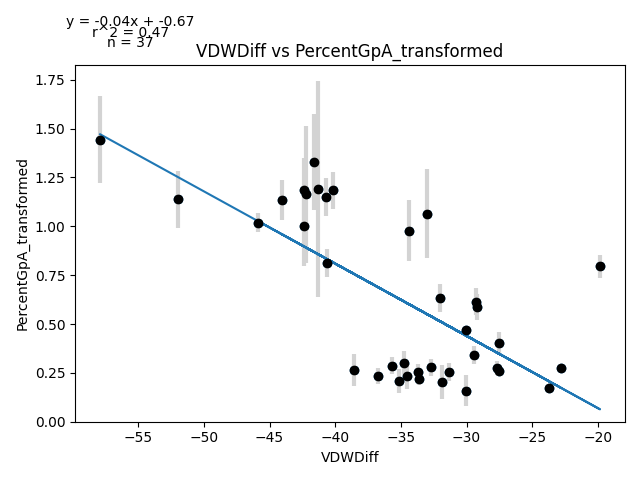 y = -0.04x + -0.67
r^2 = 0.47
n = 37
VDWDiff vs PercentGpA_transformed
1.75
1.50
1.25
1.00
0.75
0.50
0.25
0.00
PercentGpA_transformed
−55 −50 −45 −40 −35 −30 −25 −20
VDWDiff